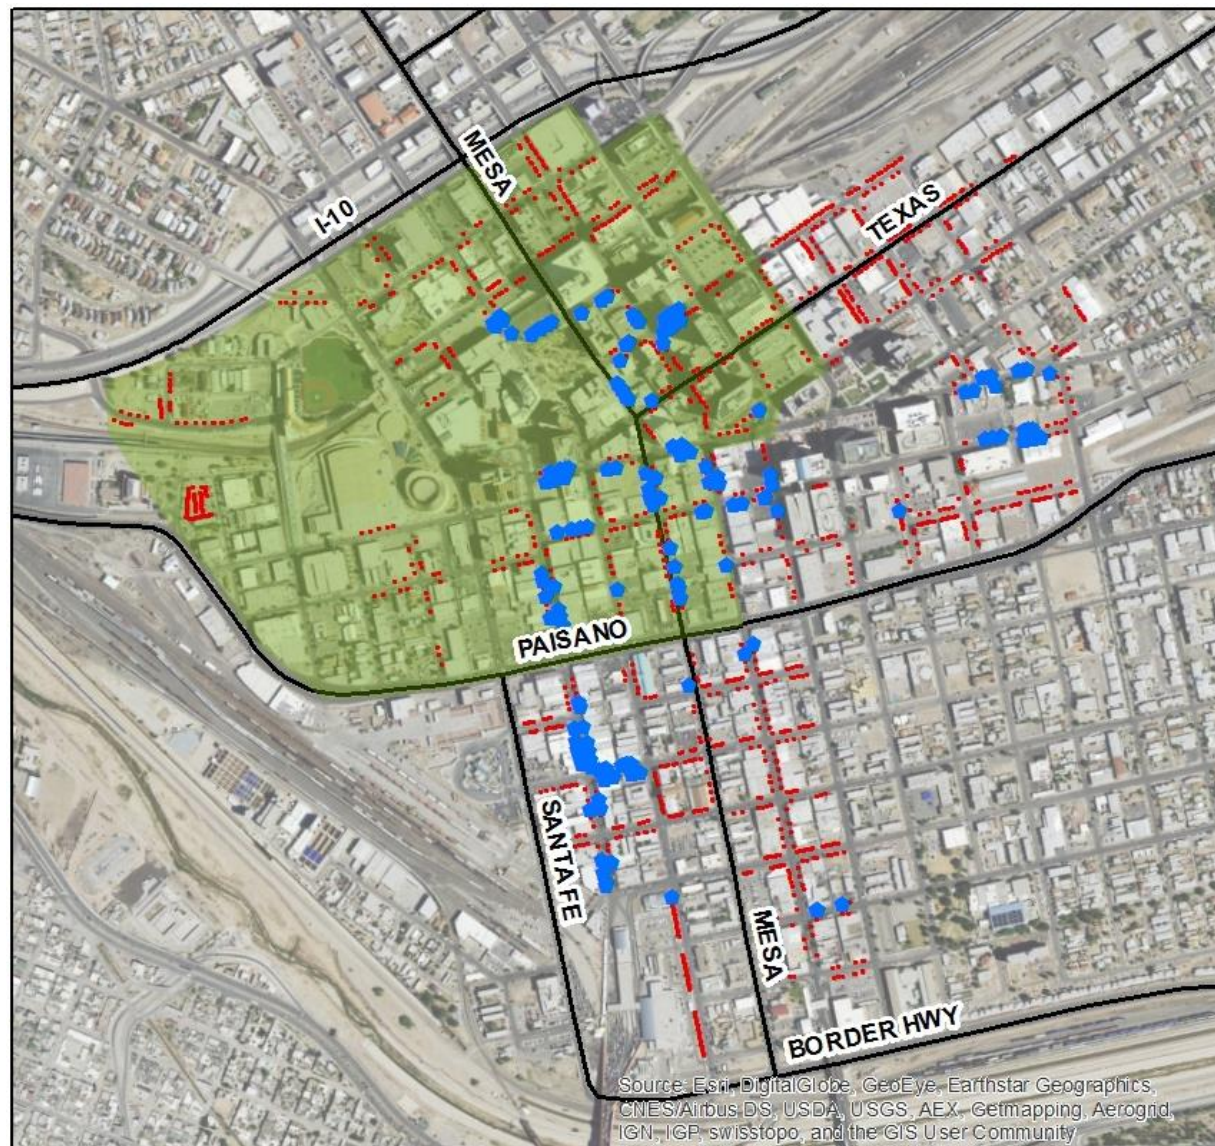 MESA
I-10
TEXAS
PAISANO
SANTA FE
MESA
BORDER HWY
Source: Esri, DigitalGlobe, GeoEye, Earthstar Geographics,
CNES/Airbus DS, USDA, USGS, AEX, Getmapping, Aerogrid,
IGN, IGP, swisstopo, and the GIS User Community